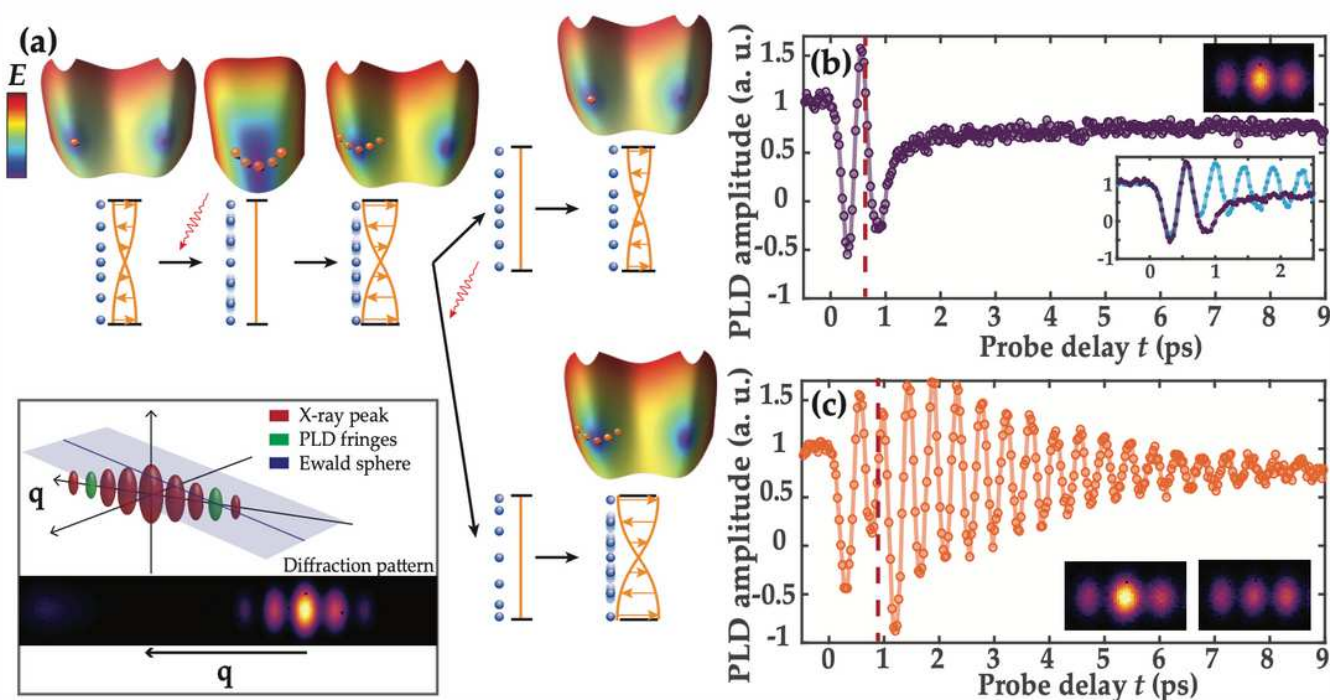 (a)
E
X-ray peak
PLD fringes
Ewald sphere
q
Diffraction pattern
q
(b)
PLD amplitude (a. u.)
1.5
1
0.5
0
-0.5
-1
0 1 2 3 4 5 6 7 8 9
Probe delay t (ps)
1
0
-1
0 1 2
(c)
PLD amplitude (a. u.)
1.5
1
0.5
0
-0.5
-1
0 1 2 3 4 5 6 7 8 9
Probe delay t (ps)